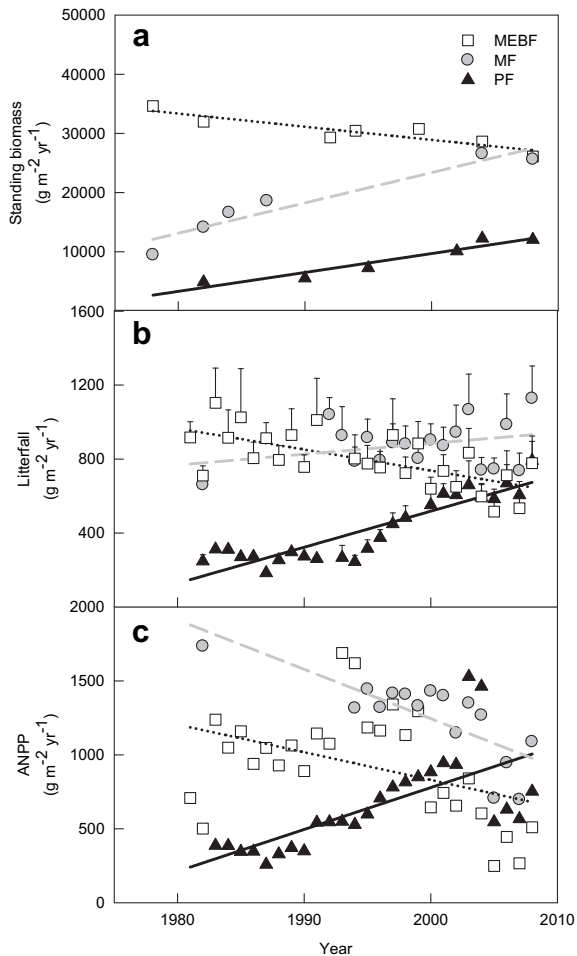 50000
a
MEBF
MF
PF
40000
30000
20000
10000
Standing biomass
(g m-2 yr-1)
1600
b
1200
800
400
Litterfall
(g m-2 yr-1)
2000
c
1500
1000
500
0
ANPP
(g m-2 yr-1)
1980
1990
2000
2010
Year